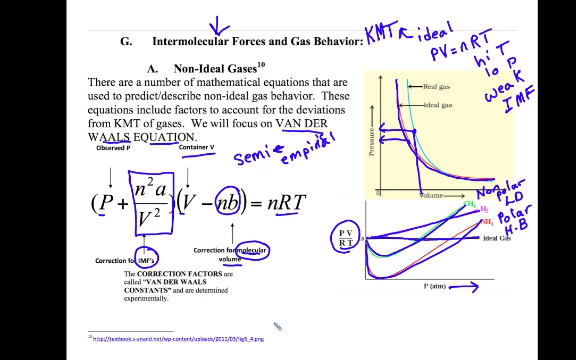 G. Intermolecular Forces and Gas Behavior:
KMT ideal
PV=nRT
hi T
lo P
weak
IMF
A. Non-Ideal Gases10
There are a number of mathematical equations that are
used to predict/describe non-ideal gas behavior. These
equations include factors to account for the deviations
from KMT of gases. We will focus on VAN DER
WAALS EQUATION.
Observed P
Container V
semi empirical
(P + n²a / V²)(V − nb) = nRT
Correction for IMF's
Correction for molecular
volume
The CORRECTION FACTORS are
called "VAN DER WAALS
CONSTANTS" and are determined
experimentally.
Real gas
Ideal gas
Pressure
0
Volume
Non polar
LD
polar
H-B
CH4
H2
NH3
Ideal Gas
PV
RT
P (atm)
10 http://textbook.s-anand.net/wp-content/uploads/2011/03/fig5_4.png